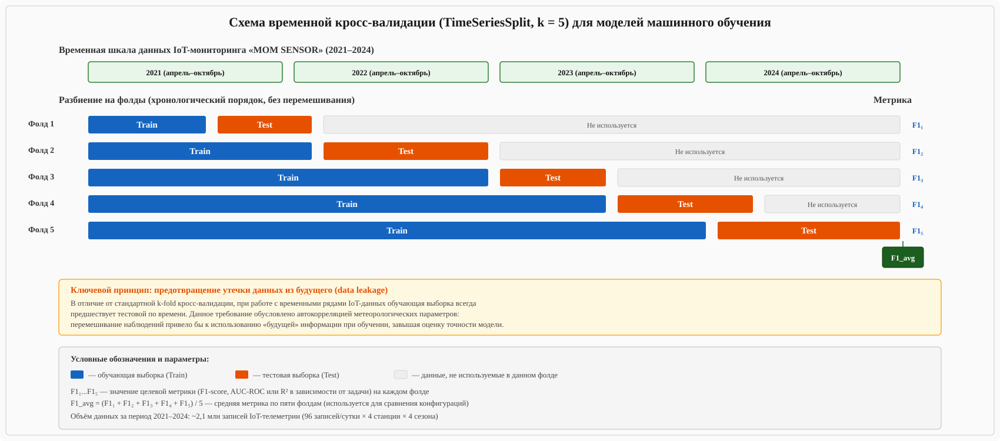 Схема временной кросс-валидации (TimeSeriesSplit, k = 5) для моделей машинного обучения
Временная шкала данных IoT-мониторинга «MOM SENSOR» (2021–2024)
2021 (апрель–октябрь)
2022 (апрель–октябрь)
2023 (апрель–октябрь)
2024 (апрель–октябрь)
Разбиение на фолды (хронологический порядок, без перемешивания)
Метрика
Фолд 1
Train
Test
Не используется
F1₁
Фолд 2
Train
Test
Не используется
F1₂
Фолд 3
Train
Test
Не используется
F1₃
Фолд 4
Train
Test
Не используется
F1₄
Фолд 5
Train
Test
F1₅
F1_avg
Ключевой принцип: предотвращение утечки данных из будущего (data leakage)
В отличие от стандартной k-fold кросс-валидации, при работе с временными рядами IoT-данных обучающая выборка всегда
предшествует тестовой по времени. Данное требование обусловлено автокорреляцией метеорологических параметров:
перемешивание наблюдений привело бы к использованию «будущей» информации при обучении, завышая оценку точности модели.
Условные обозначения и параметры:
— обучающая выборка (Train)
— тестовая выборка (Test)
— данные, не используемые в данном фолде
F1₁...F1₅ — значение целевой метрики (F1-score, AUC-ROC или R² в зависимости от задачи) на каждом фолде
F1_avg = (F1₁ + F1₂ + F1₃ + F1₄ + F1₅) / 5 — средняя метрика по пяти фолдам (используется для сравнения конфигураций)
Объём данных за период 2021–2024: ~2,1 млн записей IoT-телеметрии (96 записей/сутки × 4 станции × 4 сезона)